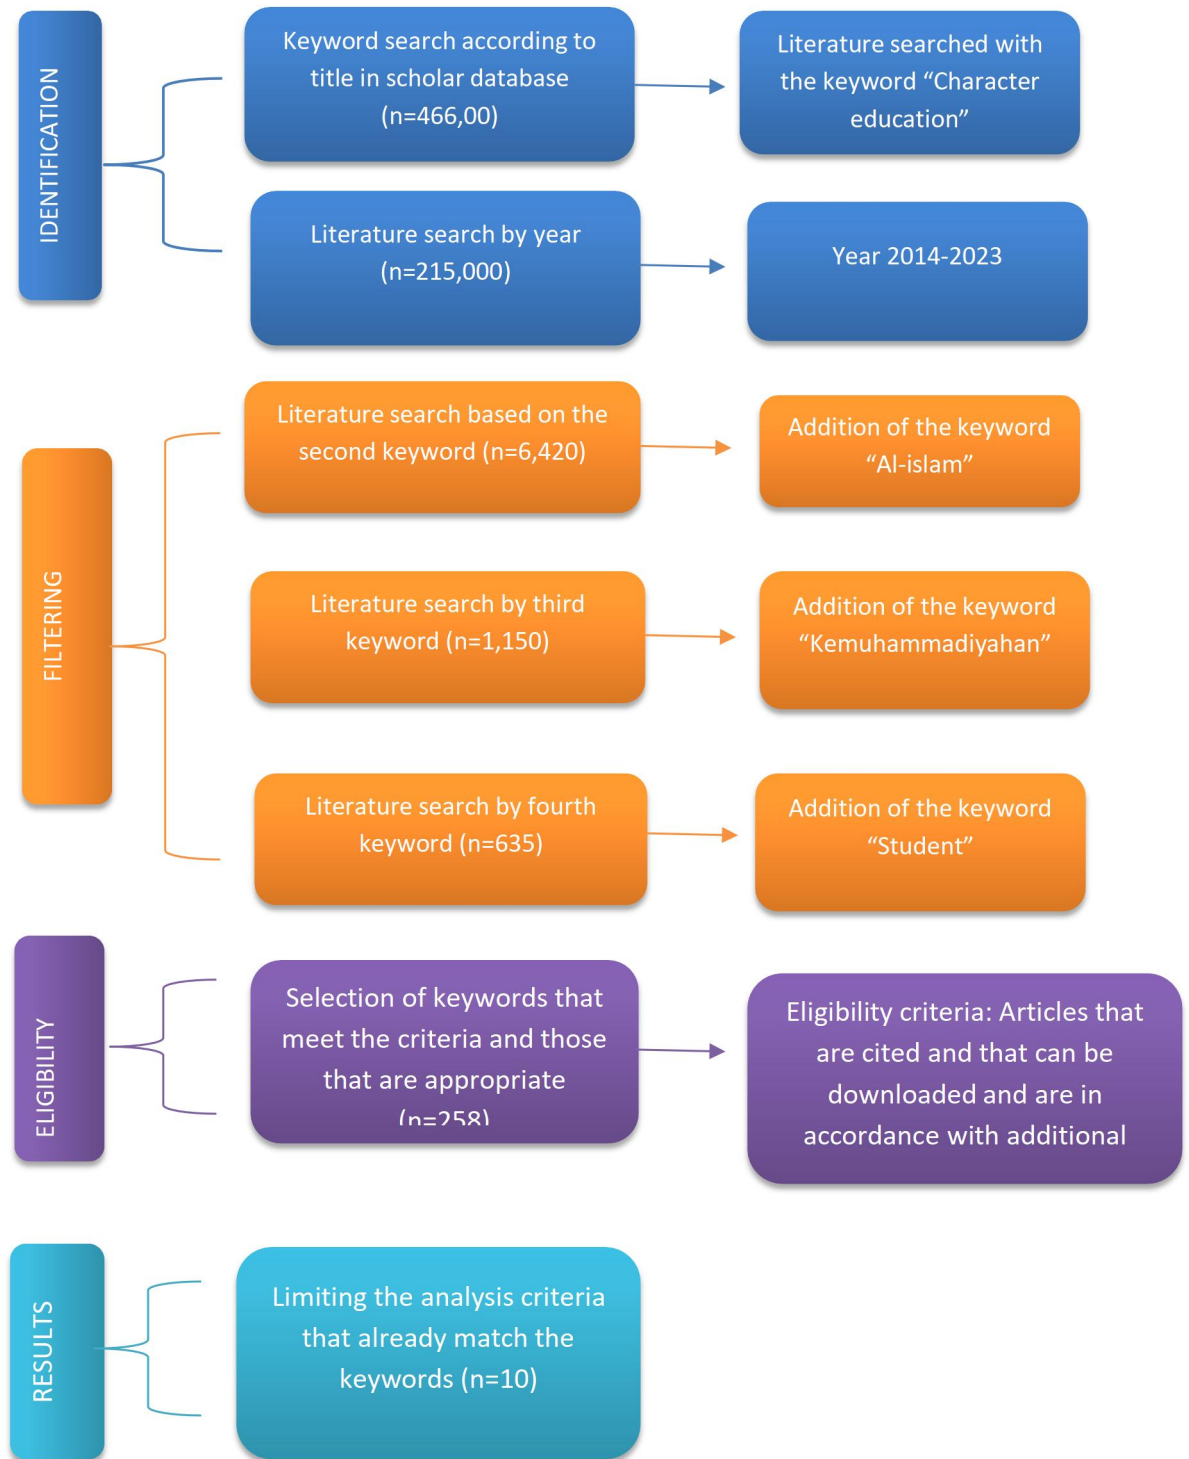 IDENTIFICATION
Keyword search according to
title in scholar database
(n=466,00)
Literature searched with
the keyword “Character
education”
Literature search by year
(n=215,000)
Year 2014-2023
FILTERING
Literature search based on the
second keyword (n=6,420)
Addition of the keyword
“Al-islam”
Literature search by third
keyword (n=1,150)
Addition of the keyword
“Kemuhammadiyahan”
Literature search by fourth
keyword (n=635)
Addition of the keyword
“Student”
ELIGIBILITY
Selection of keywords that
meet the criteria and those
that are appropriate
(n=258)
Eligibility criteria: Articles that
are cited and that can be
downloaded and are in
accordance with additional
RESULTS
Limiting the analysis criteria
that already match the
keywords (n=10)